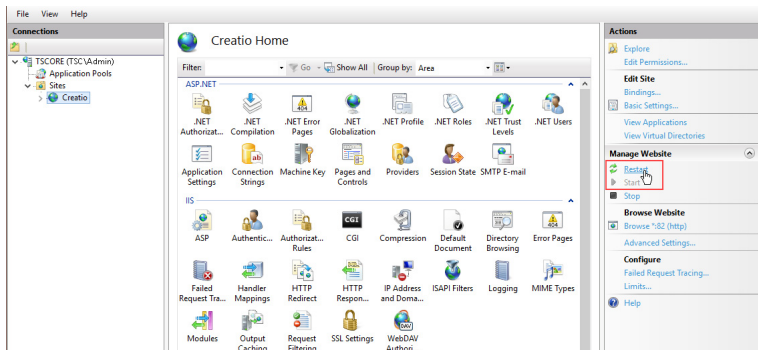 File View Help
Connections
TSCORE (TSC\Admin)
Application Pools
Sites
Creatio
Creatio Home
Filter: Go Show All Group by: Area
ASP.NET
.NET Authorizat...
.NET Compilation
.NET Error Pages
.NET Globalization
.NET Profile
.NET Roles
.NET Trust Levels
.NET Users
Application Settings
Connection Strings
Machine Key
Pages and Controls
Providers
Session State
SMTP E-mail
IIS
ASP
Authentic...
Authorizat... Rules
CGI
Compression
Default Document
Directory Browsing
Error Pages
Failed Request Tra...
Handler Mappings
HTTP Redirect
HTTP Respon...
IP Address and Doma...
ISAPI Filters
Logging
MIME Types
Modules
Output Caching
Request Filtering
SSL Settings
WebDAV Authori...
Actions
Explore
Edit Permissions...
Edit Site
Bindings...
Basic Settings...
View Applications
View Virtual Directories
Manage Website
Restart
Start
Stop
Browse Website
Browse *:82 (http)
Advanced Settings...
Configure
Failed Request Tracing...
Limits...
Help